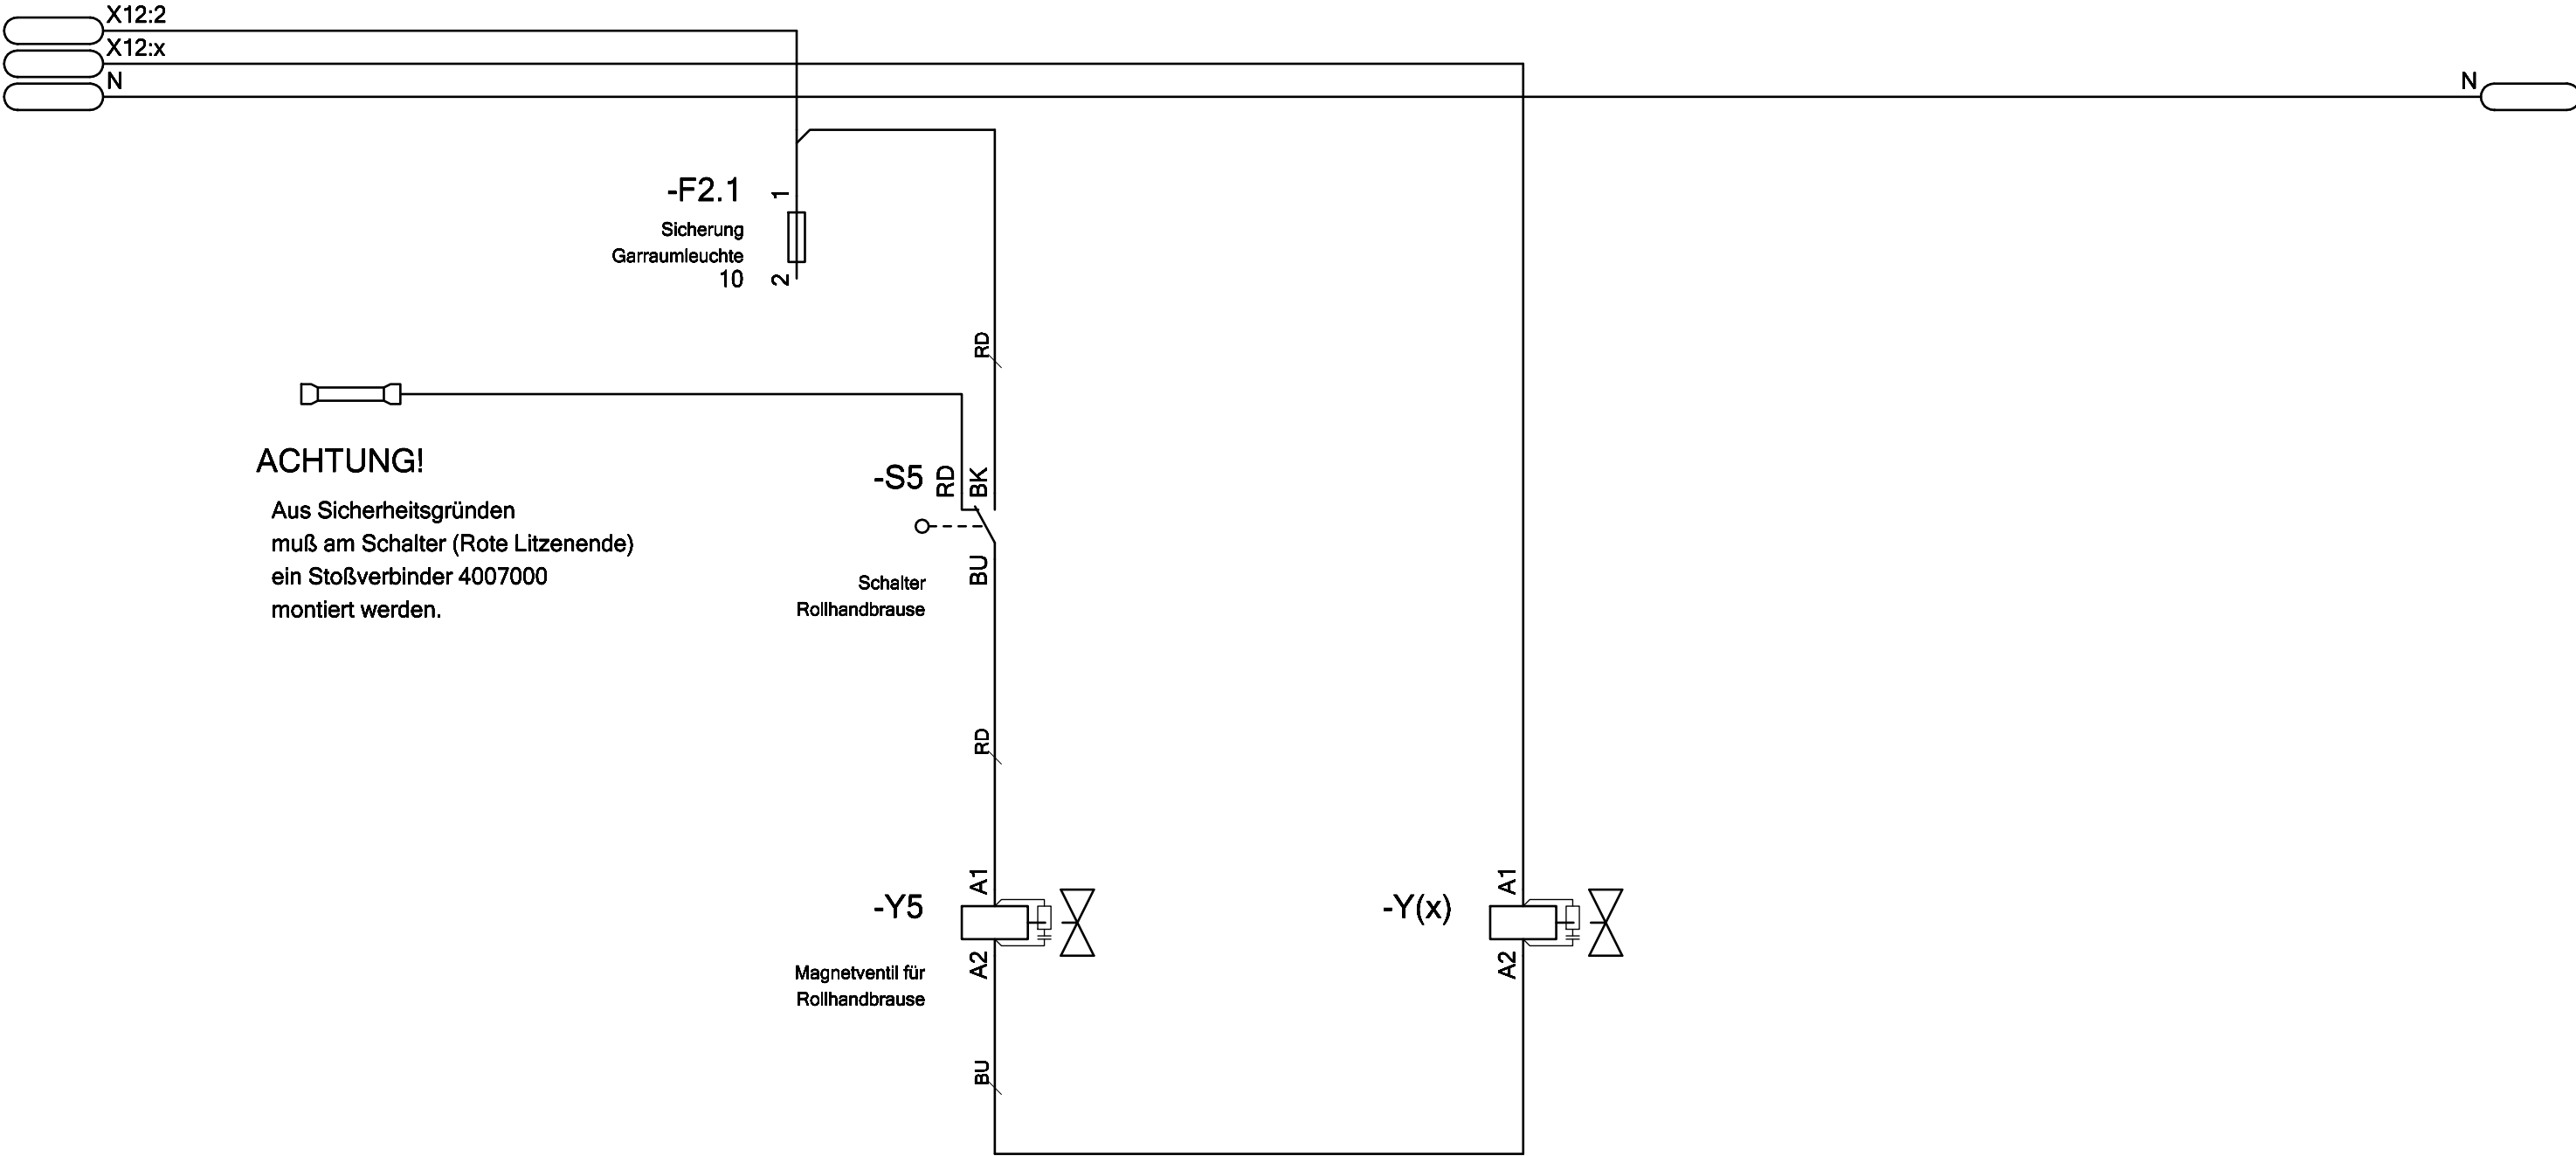 X12:2
X12:x
N
N
-F2.1
1
Sicherung
Garraumleuchte
10
2
RD
ACHTUNG!
Aus Sicherheitsgründen
muß am Schalter (Rote Litzenende)
ein Stoßverbinder 4007000
montiert werden.
-S5
RD
BK
BU
Schalter
Rollhandbrause
RD
-Y5
A1
A2
Magnetventil für
Rollhandbrause
-Y(x)
A1
A2
BU